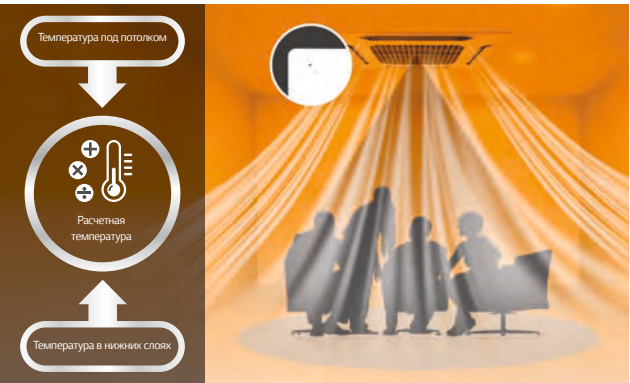 Температура под потолком
Расчетная
температура
Температура в нижних слоях